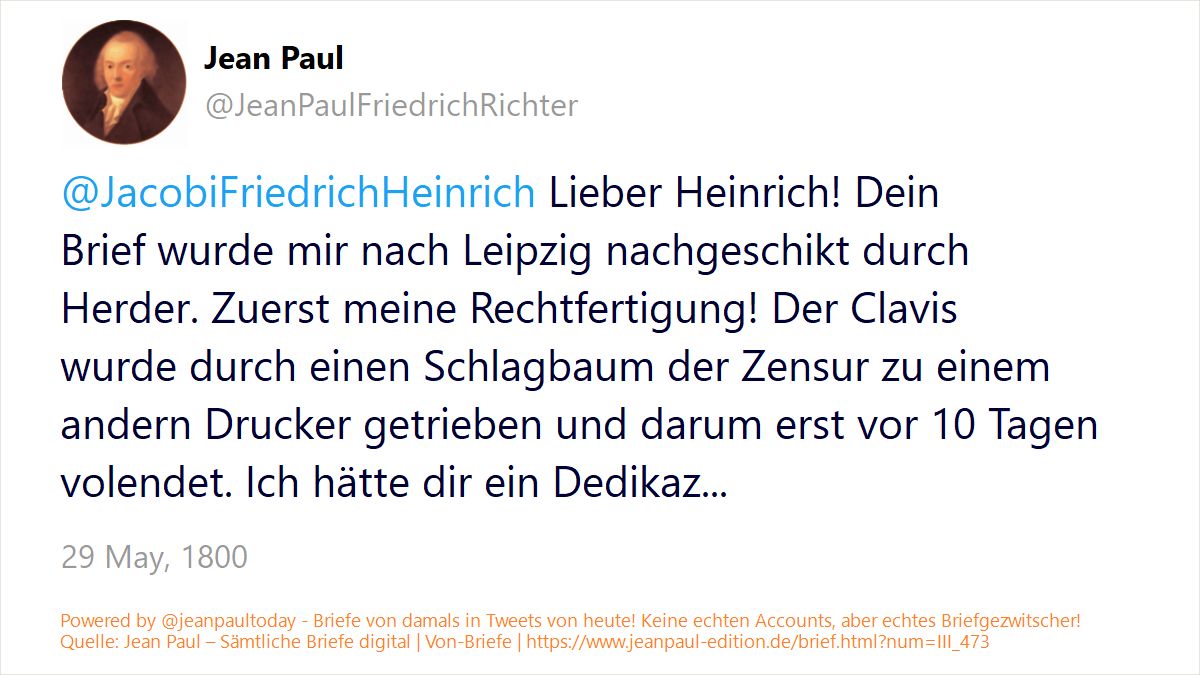 Jean Paul
@JeanPaulFriedrichRichter
@JacobiFriedrichHeinrich Lieber Heinrich! Dein
Brief wurde mir nach Leipzig nachgeschikt durch
Herder. Zuerst meine Rechtfertigung! Der Clavis
wurde durch einen Schlagbaum der Zensur zu einem
andern Drucker getrieben und darum erst vor 10 Tagen
volendet. Ich hätte dir ein Dedikaz...
29 May, 1800
Powered by @jeanpaultoday - Briefe von damals in Tweets von heute! Keine echten Accounts, aber echtes Briefgezwitscher!
Quelle: Jean Paul – Sämtliche Briefe digital | Von-Briefe | https://www.jeanpaul-edition.de/brief.html?num=III_473